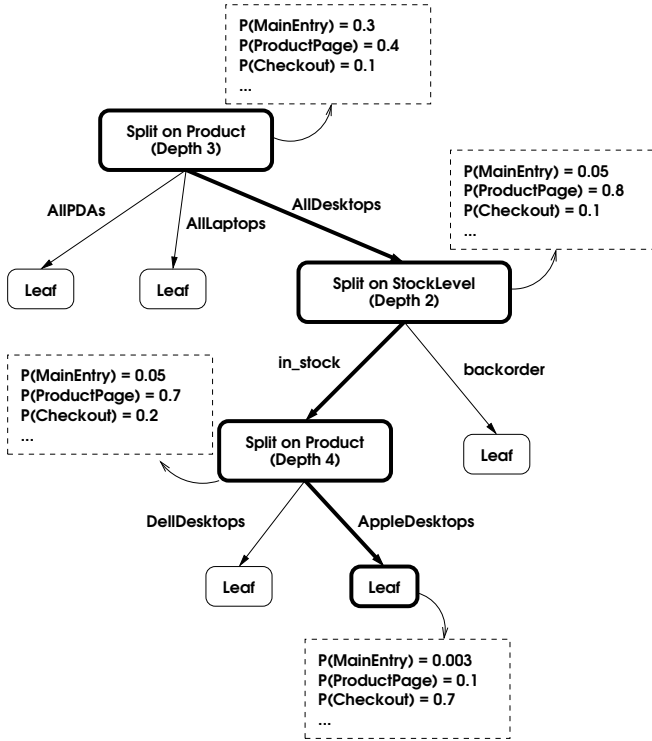 P(MainEntry) = 0.3
P(ProductPage) = 0.4
P(Checkout) = 0.1
...
Split on Product
(Depth 3)
P(MainEntry) = 0.05
P(ProductPage) = 0.8
P(Checkout) = 0.1
...
AllPDAs
AllLaptops
AllDesktops
Leaf
Leaf
Split on StockLevel
(Depth 2)
in_stock
backorder
P(MainEntry) = 0.05
P(ProductPage) = 0.7
P(Checkout) = 0.2
...
Split on Product
(Depth 4)
Leaf
DellDesktops
AppleDesktops
Leaf
Leaf
P(MainEntry) = 0.003
P(ProductPage) = 0.1
P(Checkout) = 0.7
...